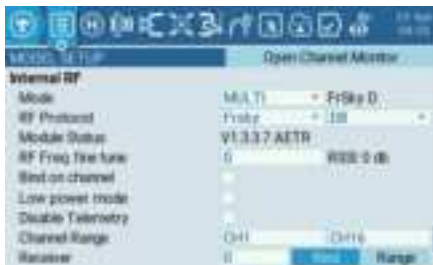 MODEL SETUP Open Channel Monitor
Internal RF
Mode MULTI FrSky D
RF Protocol FrSky D8
Module Status V1.3.3.7 AETR
RF Freq. fine tune 0 RSSI: 0 db
Bind on channel
Low power mode
Disable Telemetry
Channel Range CH1 CH16
Receiver 0 Bind Range